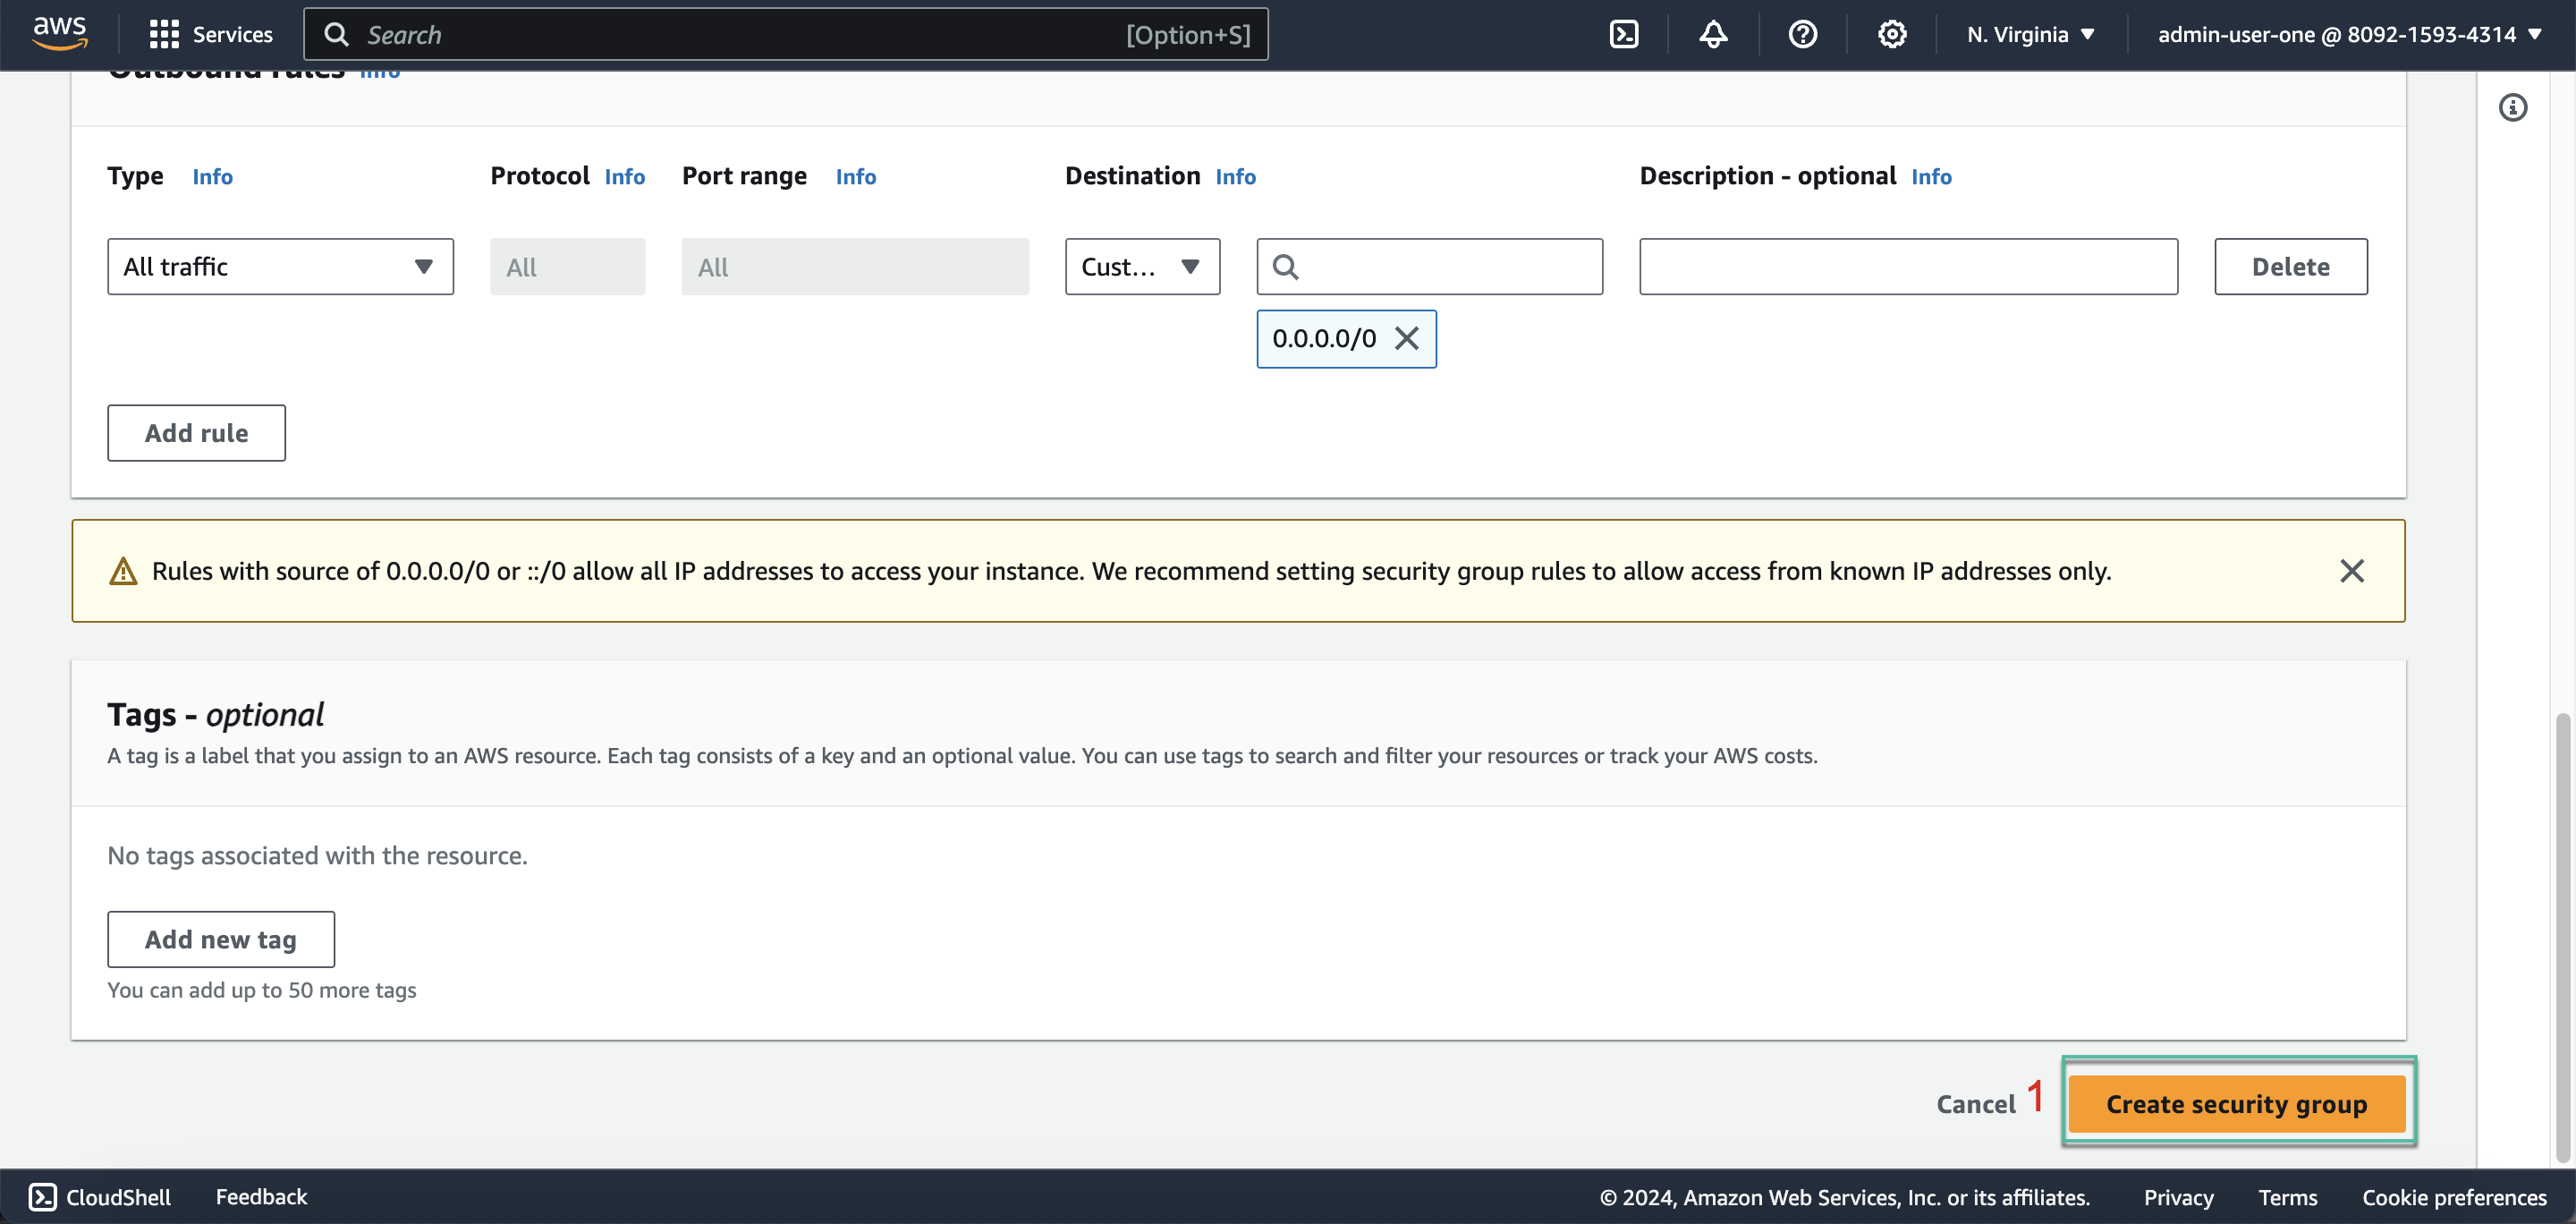 aws Services Search [Option+S] N. Virginia admin-user-one @ 8092-1593-4314
Outbound rules Info
Type Info Protocol Info Port range Info Destination Info Description - optional Info
All traffic All All Cust... Delete
0.0.0.0/0
Add rule
Rules with source of 0.0.0.0/0 or ::/0 allow all IP addresses to access your instance. We recommend setting security group rules to allow access from known IP addresses only.
Tags - optional
A tag is a label that you assign to an AWS resource. Each tag consists of a key and an optional value. You can use tags to search and filter your resources or track your AWS costs.
No tags associated with the resource.
Add new tag
You can add up to 50 more tags
Cancel 1 Create security group
CloudShell Feedback © 2024, Amazon Web Services, Inc. or its affiliates. Privacy Terms Cookie preferences